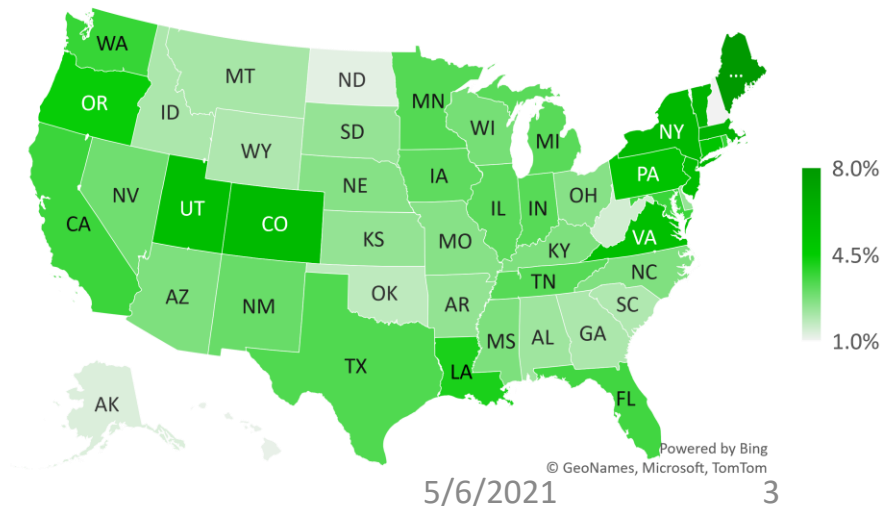 WA
MT
ND
OR
ID
MN
WI
MI
NY
SD
WY
NE
IA
PA
NV
UT
CO
IL
IN
OH
CA
KS
MO
KY
VA
AZ
NM
OK
AR
TN
NC
SC
MS
AL
GA
TX
LA
FL
AK
...
8.0%
4.5%
1.0%
Powered by Bing
© GeoNames, Microsoft, TomTom
5/6/2021
3